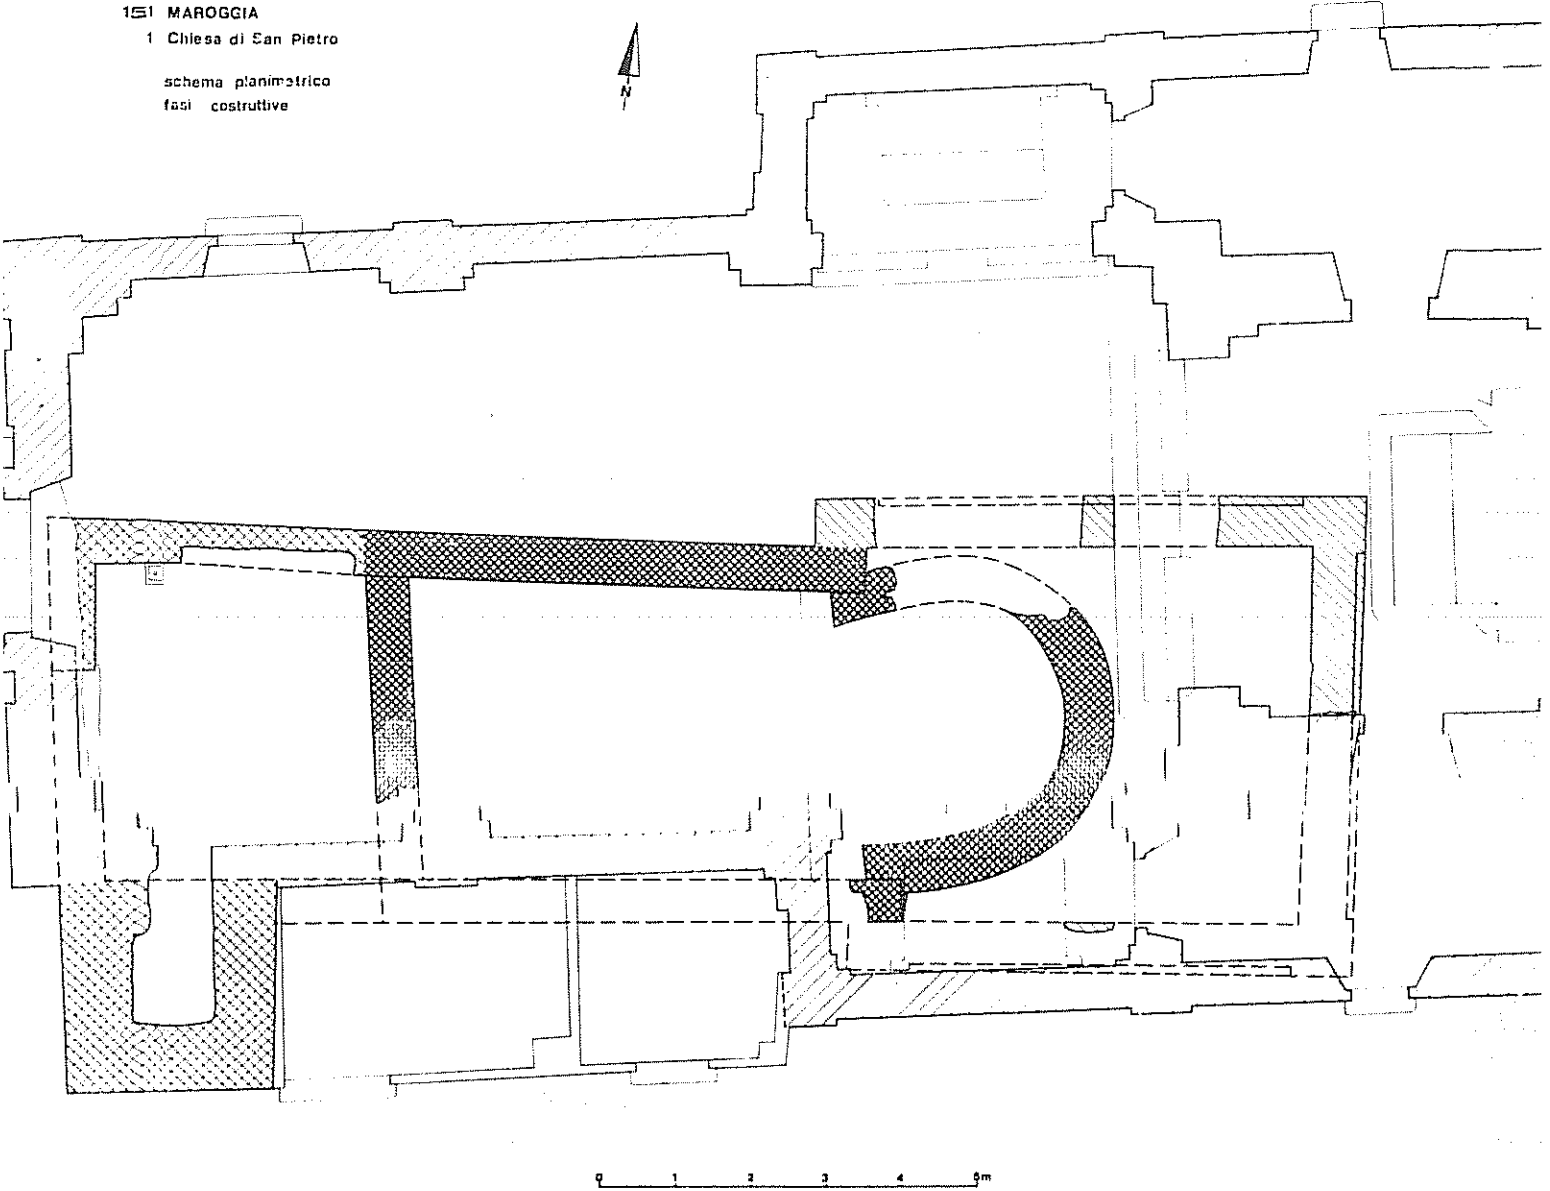 151 MAROGGIA
1 Chiesa di San Pietro
schema planimetrico
fasi costruttive
N
0 1 2 3 4 5m